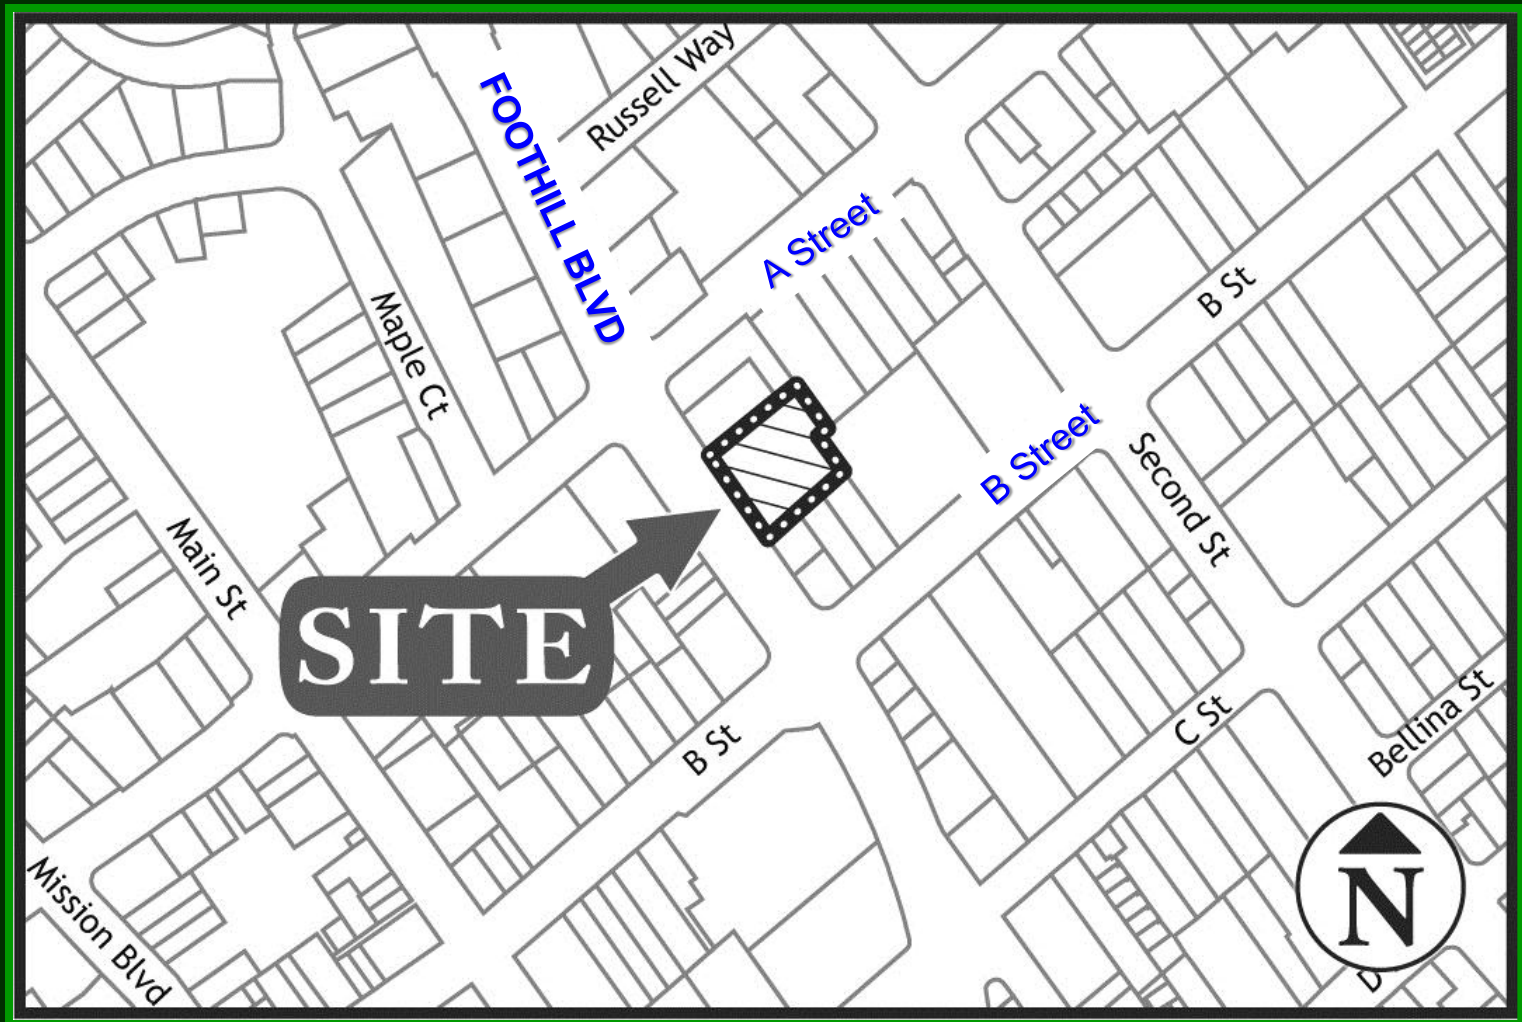 Russell Way
FOOTHILL BLVD
A Street
B St
Maple Ct
B Street
Second St
Main St
SITE
B St
C St
Bellina St
Mission Blvd
N
D